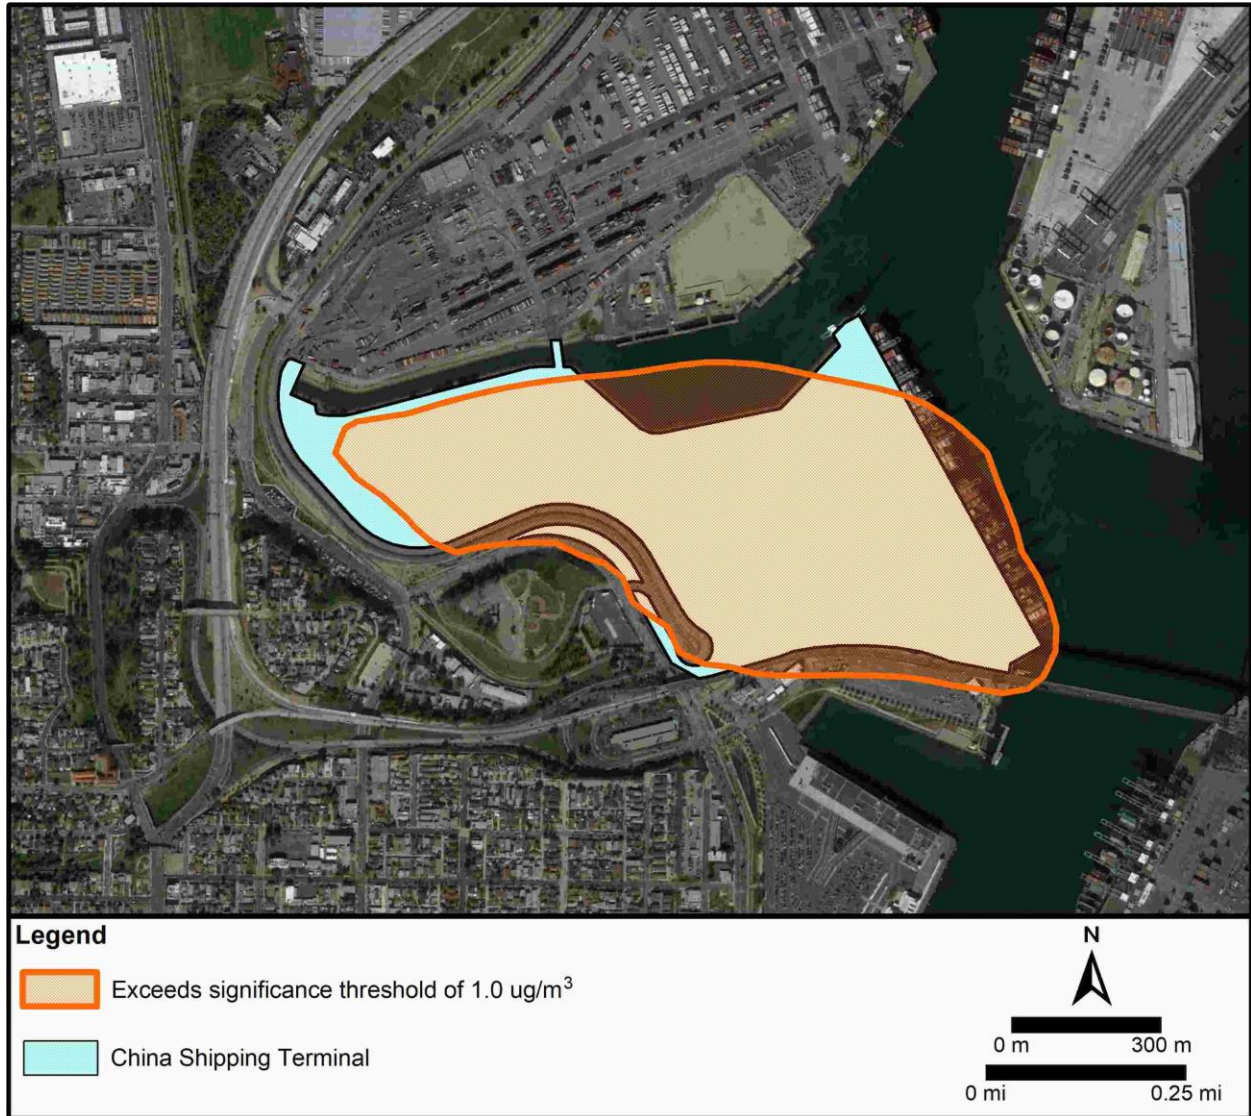 Legend
Exceeds significance threshold of 1.0 ug/m³
China Shipping Terminal
N
0 m 300 m
0 mi 0.25 mi